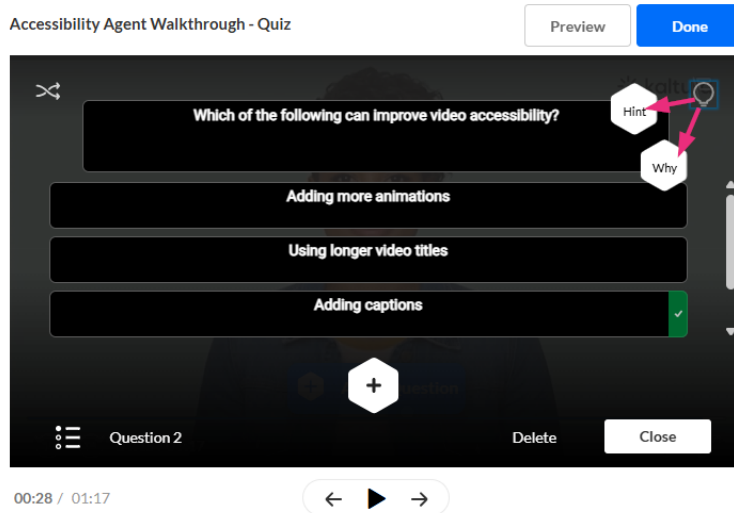 Accessibility Agent Walkthrough - Quiz
Preview
Done
Which of the following can improve video accessibility?
Hint
Why
Adding more animations
Using longer video titles
Adding captions
Question 2
Delete
Close
00:28 / 01:17